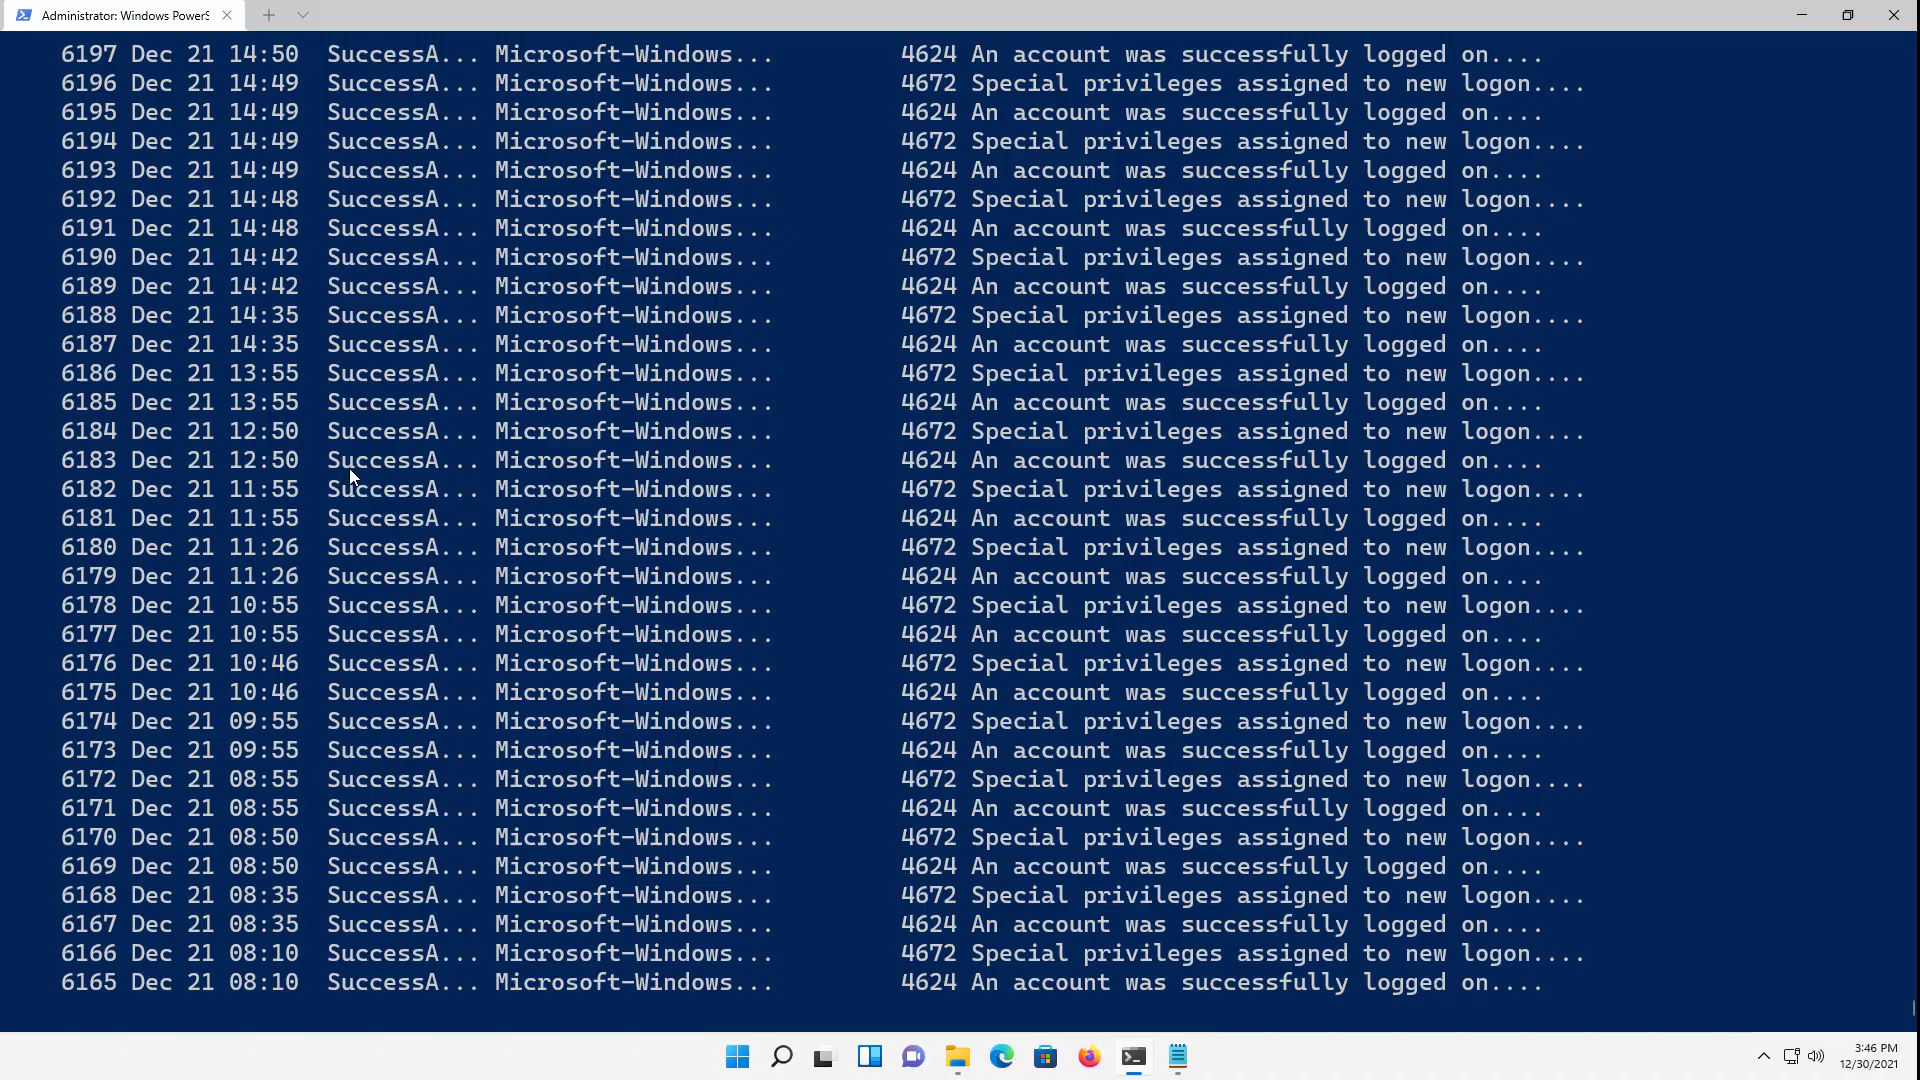 Administrator: Windows PowerS
6197 Dec 21 14:50 SuccessA... Microsoft-Windows... 4624 An account was successfully logged on....
6196 Dec 21 14:49 SuccessA... Microsoft-Windows... 4672 Special privileges assigned to new logon....
6195 Dec 21 14:49 SuccessA... Microsoft-Windows... 4624 An account was successfully logged on....
6194 Dec 21 14:49 SuccessA... Microsoft-Windows... 4672 Special privileges assigned to new logon....
6193 Dec 21 14:49 SuccessA... Microsoft-Windows... 4624 An account was successfully logged on....
6192 Dec 21 14:48 SuccessA... Microsoft-Windows... 4672 Special privileges assigned to new logon....
6191 Dec 21 14:48 SuccessA... Microsoft-Windows... 4624 An account was successfully logged on....
6190 Dec 21 14:42 SuccessA... Microsoft-Windows... 4672 Special privileges assigned to new logon....
6189 Dec 21 14:42 SuccessA... Microsoft-Windows... 4624 An account was successfully logged on....
6188 Dec 21 14:35 SuccessA... Microsoft-Windows... 4672 Special privileges assigned to new logon....
6187 Dec 21 14:35 SuccessA... Microsoft-Windows... 4624 An account was successfully logged on....
6186 Dec 21 13:55 SuccessA... Microsoft-Windows... 4672 Special privileges assigned to new logon....
6185 Dec 21 13:55 SuccessA... Microsoft-Windows... 4624 An account was successfully logged on....
6184 Dec 21 12:50 SuccessA... Microsoft-Windows... 4672 Special privileges assigned to new logon....
6183 Dec 21 12:50 SuccessA... Microsoft-Windows... 4624 An account was successfully logged on....
6182 Dec 21 11:55 SuccessA... Microsoft-Windows... 4672 Special privileges assigned to new logon....
6181 Dec 21 11:55 SuccessA... Microsoft-Windows... 4624 An account was successfully logged on....
6180 Dec 21 11:26 SuccessA... Microsoft-Windows... 4672 Special privileges assigned to new logon....
6179 Dec 21 11:26 SuccessA... Microsoft-Windows... 4624 An account was successfully logged on....
6178 Dec 21 10:55 SuccessA... Microsoft-Windows... 4672 Special privileges assigned to new logon....
6177 Dec 21 10:55 SuccessA... Microsoft-Windows... 4624 An account was successfully logged on....
6176 Dec 21 10:46 SuccessA... Microsoft-Windows... 4672 Special privileges assigned to new logon....
6175 Dec 21 10:46 SuccessA... Microsoft-Windows... 4624 An account was successfully logged on....
6174 Dec 21 09:55 SuccessA... Microsoft-Windows... 4672 Special privileges assigned to new logon....
6173 Dec 21 09:55 SuccessA... Microsoft-Windows... 4624 An account was successfully logged on....
6172 Dec 21 08:55 SuccessA... Microsoft-Windows... 4672 Special privileges assigned to new logon....
6171 Dec 21 08:55 SuccessA... Microsoft-Windows... 4624 An account was successfully logged on....
6170 Dec 21 08:50 SuccessA... Microsoft-Windows... 4672 Special privileges assigned to new logon....
6169 Dec 21 08:50 SuccessA... Microsoft-Windows... 4624 An account was successfully logged on....
6168 Dec 21 08:35 SuccessA... Microsoft-Windows... 4672 Special privileges assigned to new logon....
6167 Dec 21 08:35 SuccessA... Microsoft-Windows... 4624 An account was successfully logged on....
6166 Dec 21 08:10 SuccessA... Microsoft-Windows... 4672 Special privileges assigned to new logon....
6165 Dec 21 08:10 SuccessA... Microsoft-Windows... 4624 An account was successfully logged on....
3:46 PM
12/30/2021